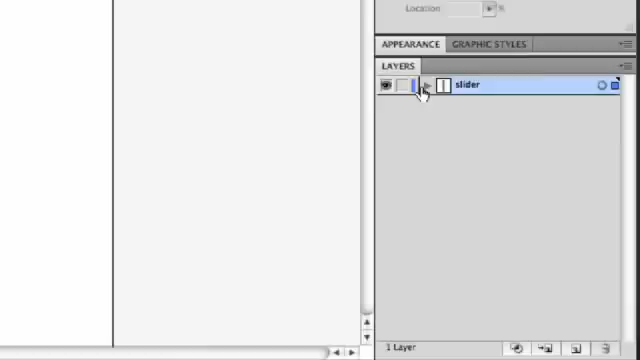 Location:
%
APPEARANCE GRAPHIC STYLES
LAYERS
slider
1 Layer